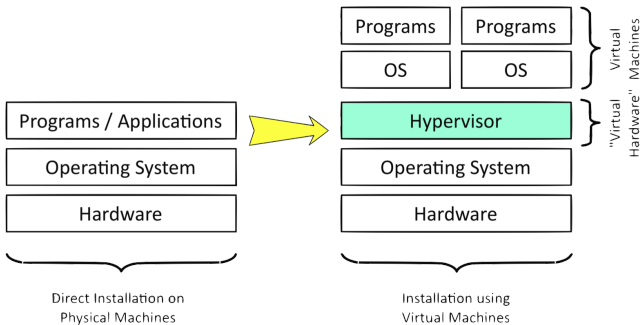 Programs / Applications
Operating System
Hardware
Direct Installation on
Physical Machines
Programs
Programs
OS
OS
Hypervisor
Operating System
Hardware
Installation using
Virtual Machines
Virtual
Machines
"Virtual
Hardware"